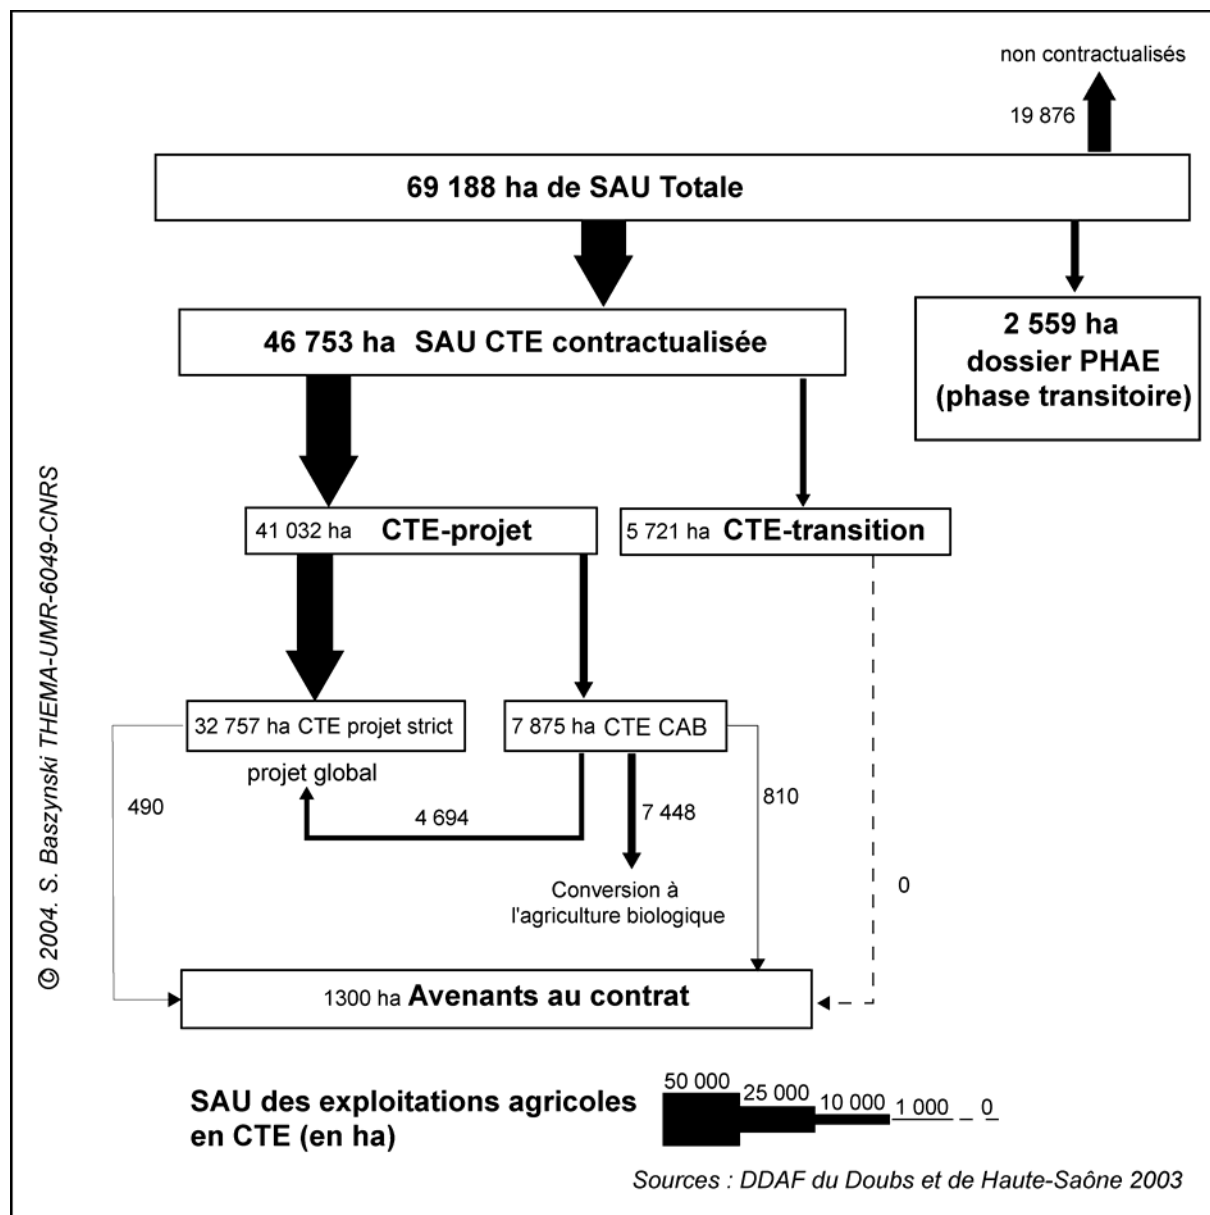 non contractualisés
19 876
69 188 ha de SAU Totale
46 753 ha SAU CTE contractualisée
2 559 ha
dossier PHAE
(phase transitoire)
41 032 ha CTE-projet
5 721 ha CTE-transition
32 757 ha CTE projet strict
7 875 ha CTE CAB
projet global
490
4 694
7 448
810
Conversion à
l'agriculture biologique
0
1300 ha Avenants au contrat
SAU des exploitations agricoles
en CTE (en ha)
50 000
25 000
10 000
1 000
0
Sources : DDAF du Doubs et de Haute-Saône 2003
© 2004. S. Baszynski THEMA-UMR-6049-CNRS